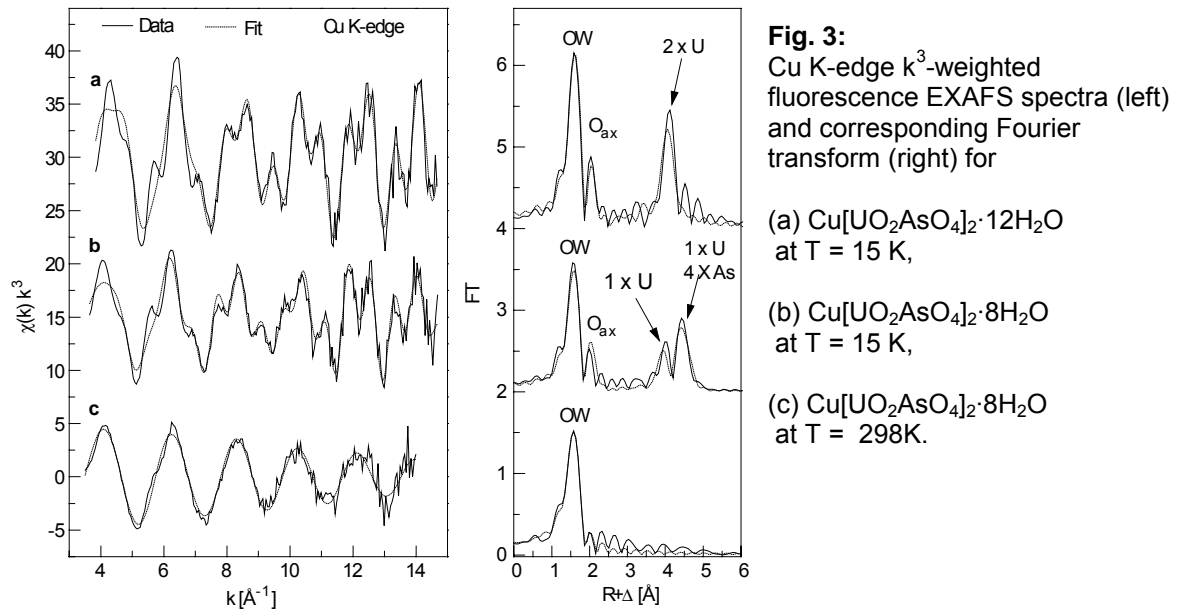 Data Fit Cu K-edge
40
35
30
25
20
15
10
5
0
-5
χ(k) k³
a
b
c
4 6 8 10 12 14
k [Å⁻¹]
OW
2 x U
Oax
6
5
4
OW
1 x U
1 x U
4 X As
Oax
3
2
FT
OW
1
0
0 1 2 3 4 5 6
R+Δ [Å]
Fig. 3:
Cu K-edge k³-weighted
fluorescence EXAFS spectra (left)
and corresponding Fourier
transform (right) for
(a) Cu[UO₂AsO₄]₂·12H₂O
at T = 15 K,
(b) Cu[UO₂AsO₄]₂·8H₂O
at T = 15 K,
(c) Cu[UO₂AsO₄]₂·8H₂O
at T = 298K.